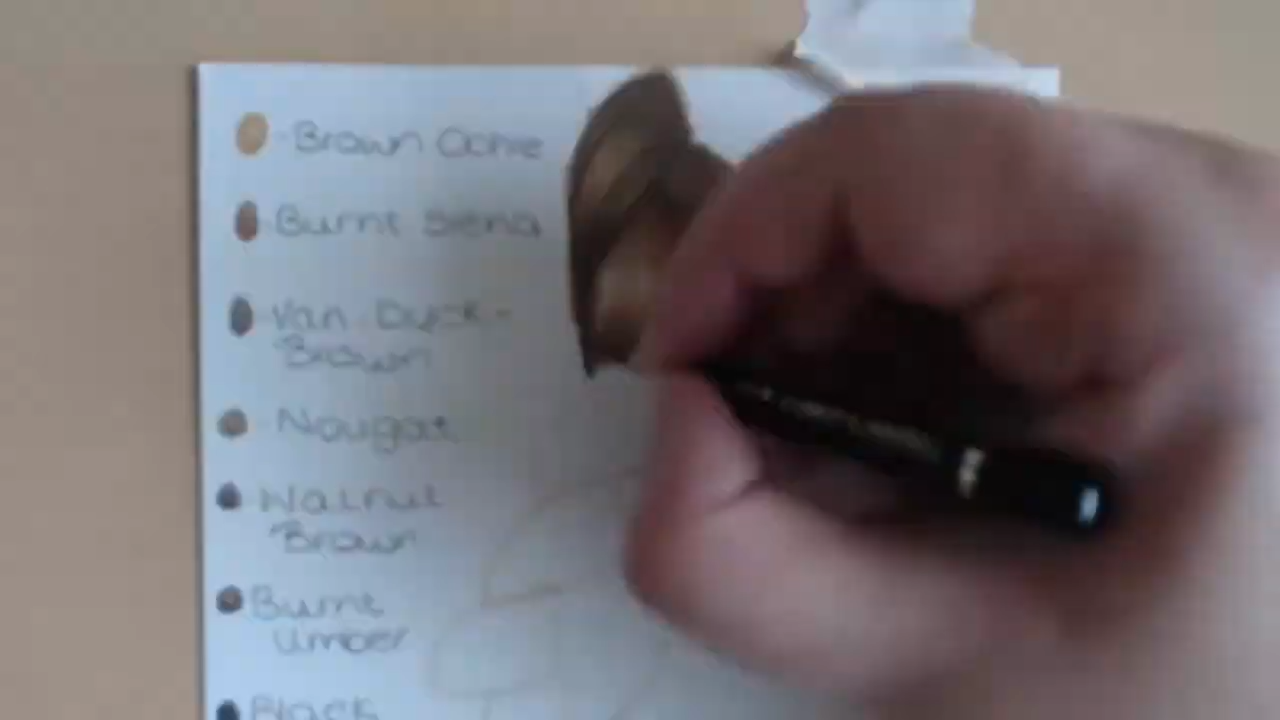 Brown Ochre
Burnt Siena
Van-Dyck-
Brown
Nougat
Walnut
Brown
Burnt
Umber
Black